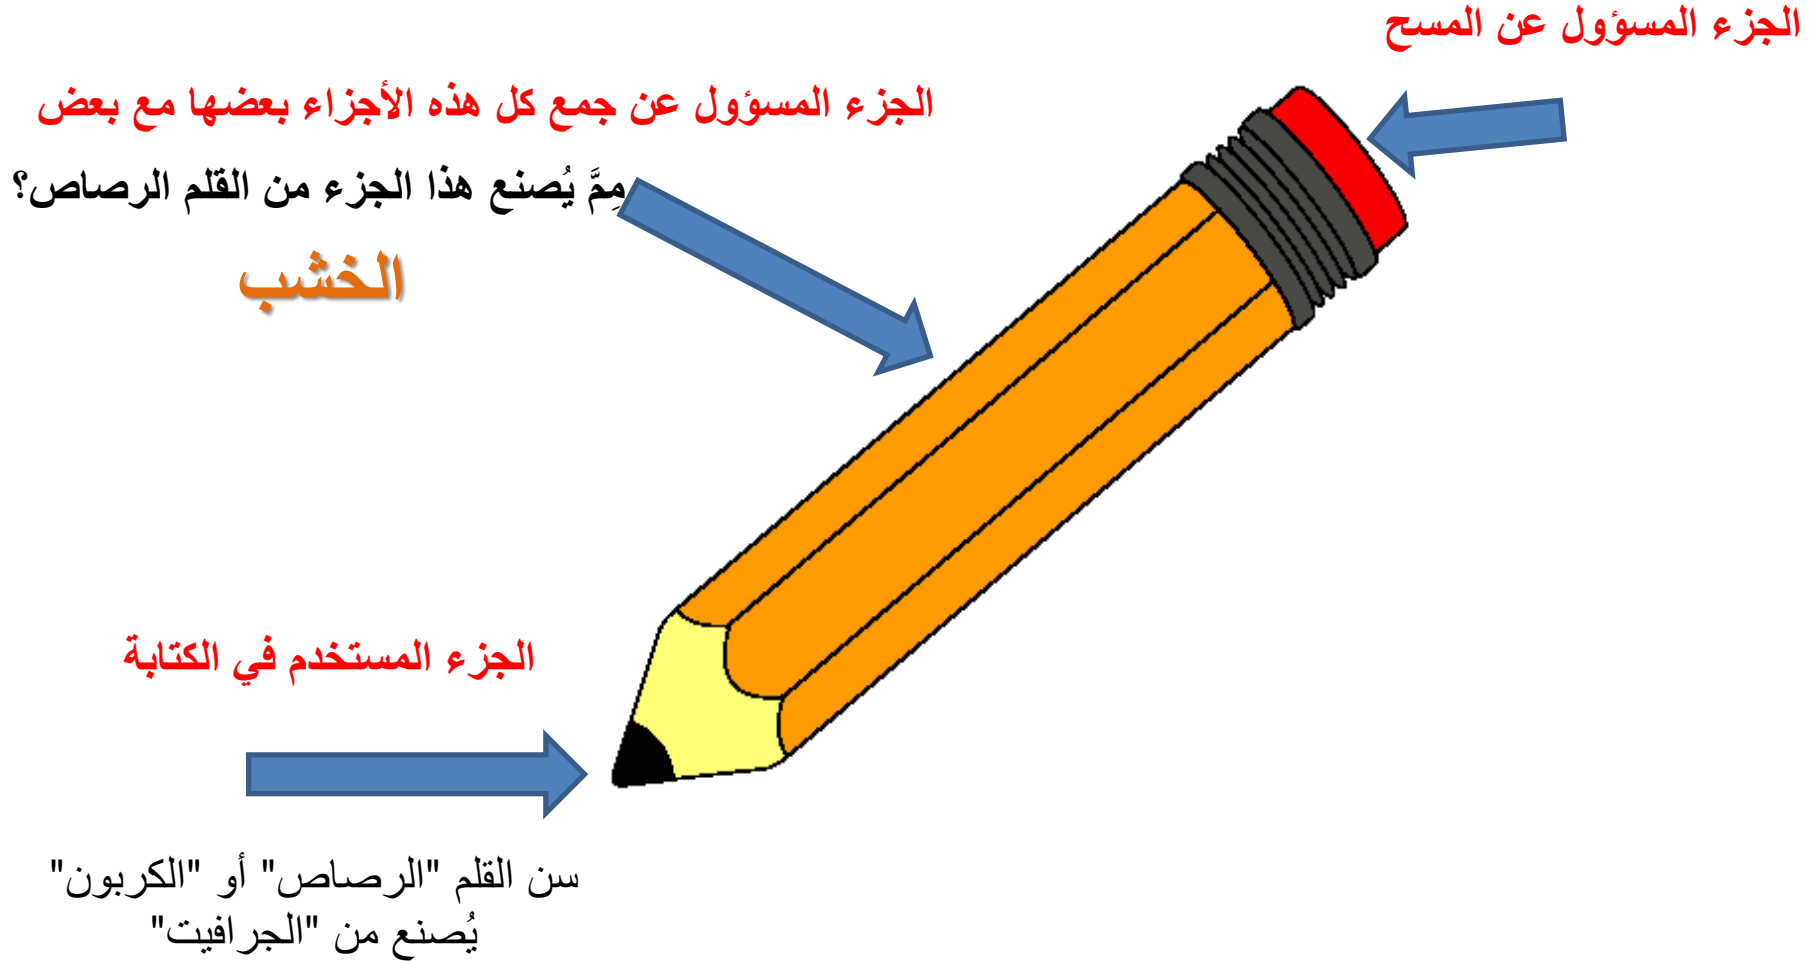 الجزء المسؤول عن المسح
الجزء المسؤول عن جمع كل هذه الأجزاء بعضها مع بعض
مِمَّ يُصنع هذا الجزء من القلم الرصاص؟
الخشب
الجزء المستخدم في الكتابة
سن القلم "الرصاص" أو "الكربون"
يُصنع من "الجرافيت"